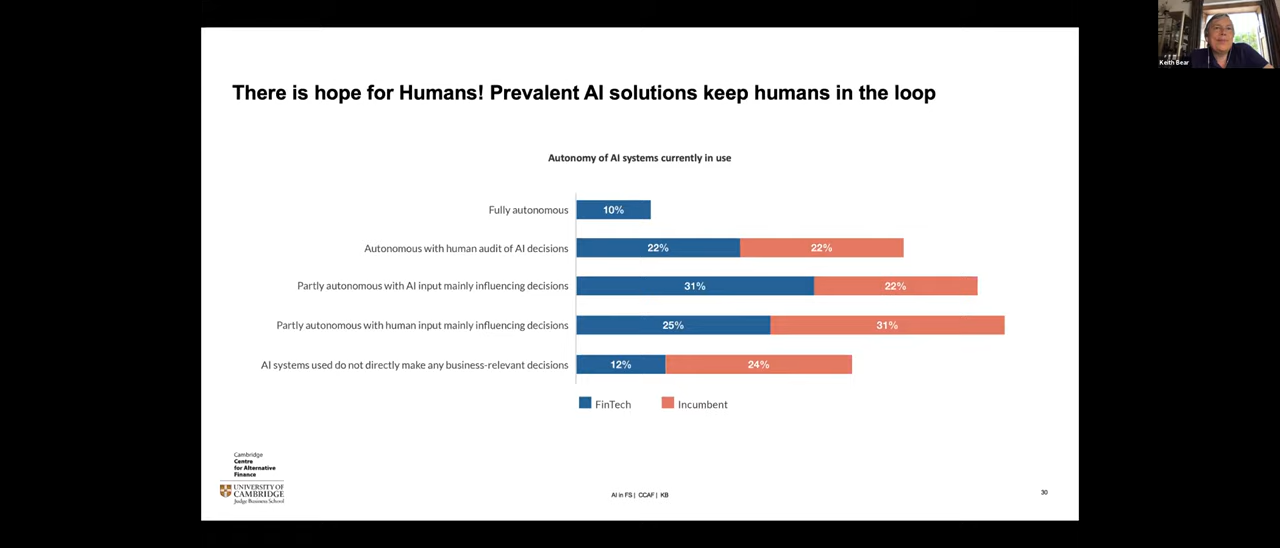 Keith Bear
There is hope for Humans! Prevalent AI solutions keep humans in the loop
Autonomy of AI systems currently in use
Fully autonomous 10%
Autonomous with human audit of AI decisions 22% 22%
Partly autonomous with AI input mainly influencing decisions 31% 22%
Partly autonomous with human input mainly influencing decisions 25% 31%
AI systems used do not directly make any business-relevant decisions 12% 24%
FinTech Incumbent
Cambridge
Centre
for Alternative
Finance
UNIVERSITY OF
CAMBRIDGE
Judge Business School
AI in FS | CCAF | KB
30